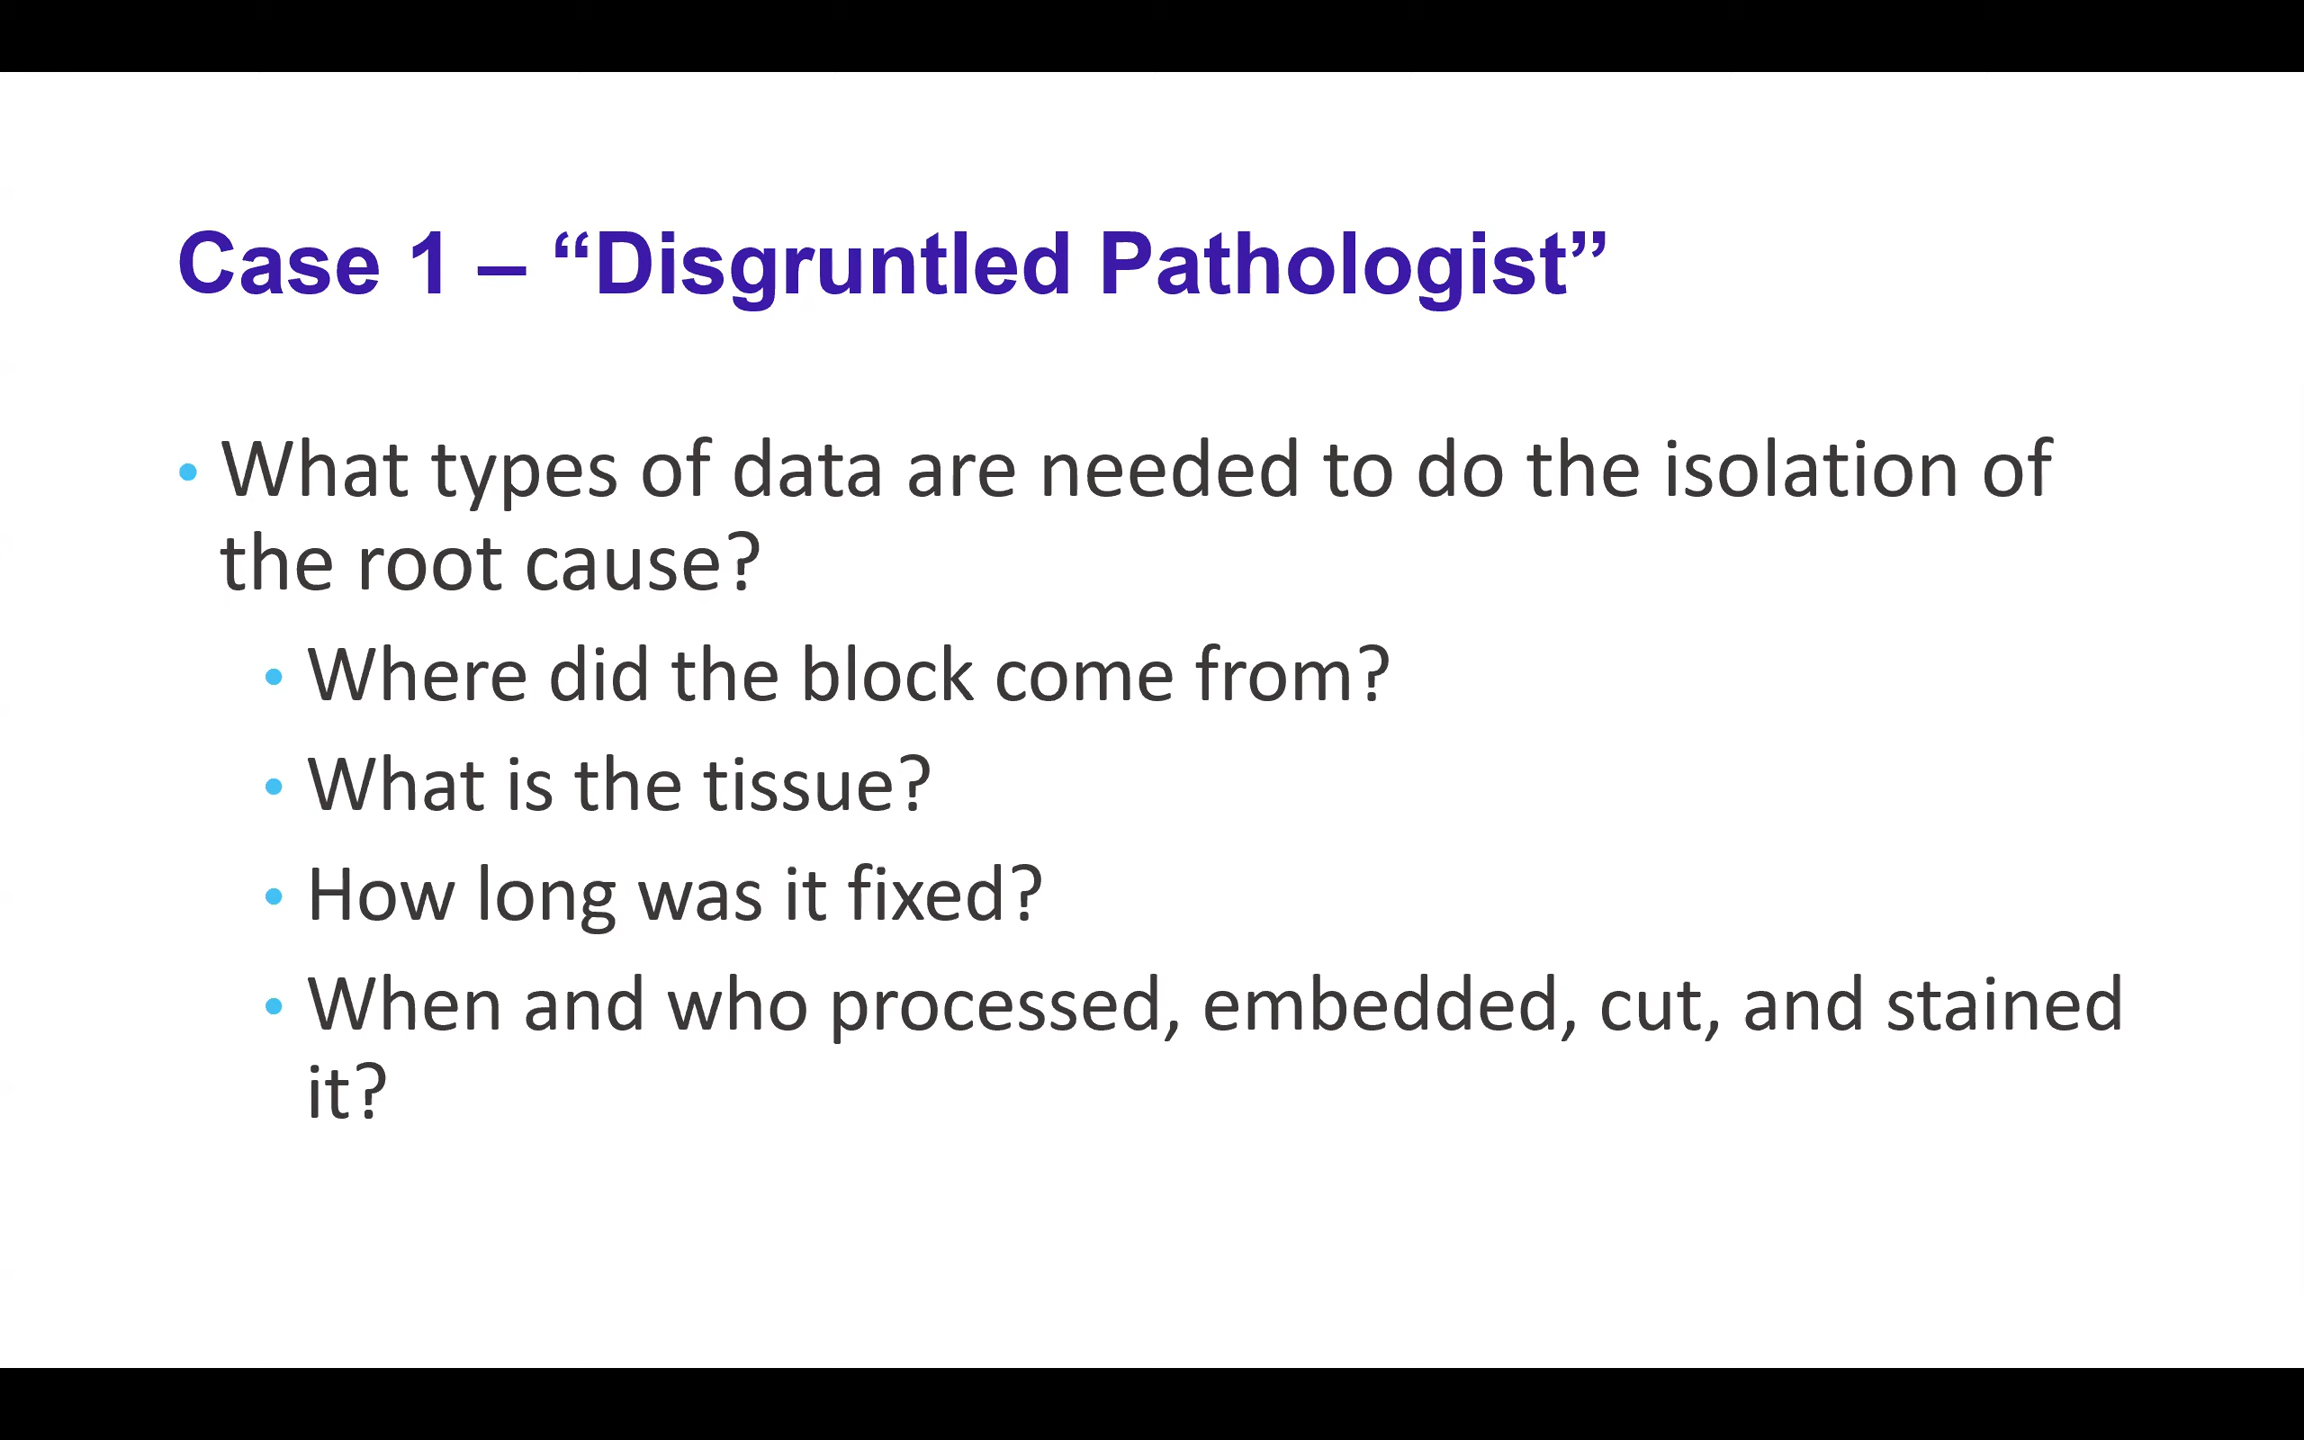 Case 1 – “Disgruntled Pathologist”
• What types of data are needed to do the isolation of
the root cause?
• Where did the block come from?
• What is the tissue?
• How long was it fixed?
• When and who processed, embedded, cut, and stained
it?